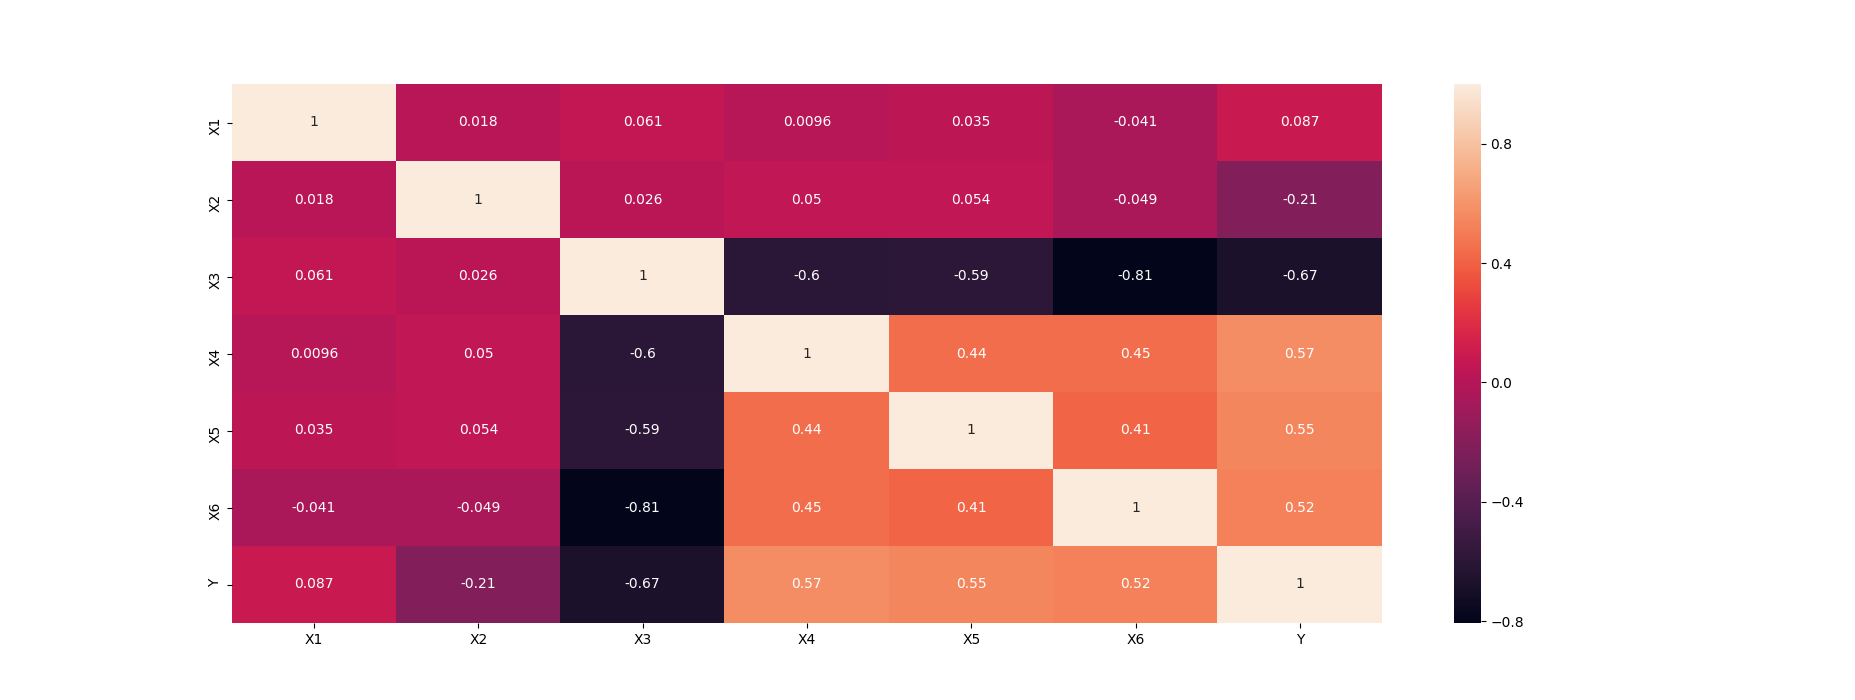 X1 1 0.018 0.061 0.0096 0.035 -0.041 0.087
X2 0.018 1 0.026 0.05 0.054 -0.049 -0.21
X3 0.061 0.026 1 -0.6 -0.59 -0.81 -0.67
X4 0.0096 0.05 -0.6 1 0.44 0.45 0.57
X5 0.035 0.054 -0.59 0.44 1 0.41 0.55
X6 -0.041 -0.049 -0.81 0.45 0.41 1 0.52
Y 0.087 -0.21 -0.67 0.57 0.55 0.52 1
X1 X2 X3 X4 X5 X6 Y
0.8
0.4
0.0
−0.4
−0.8